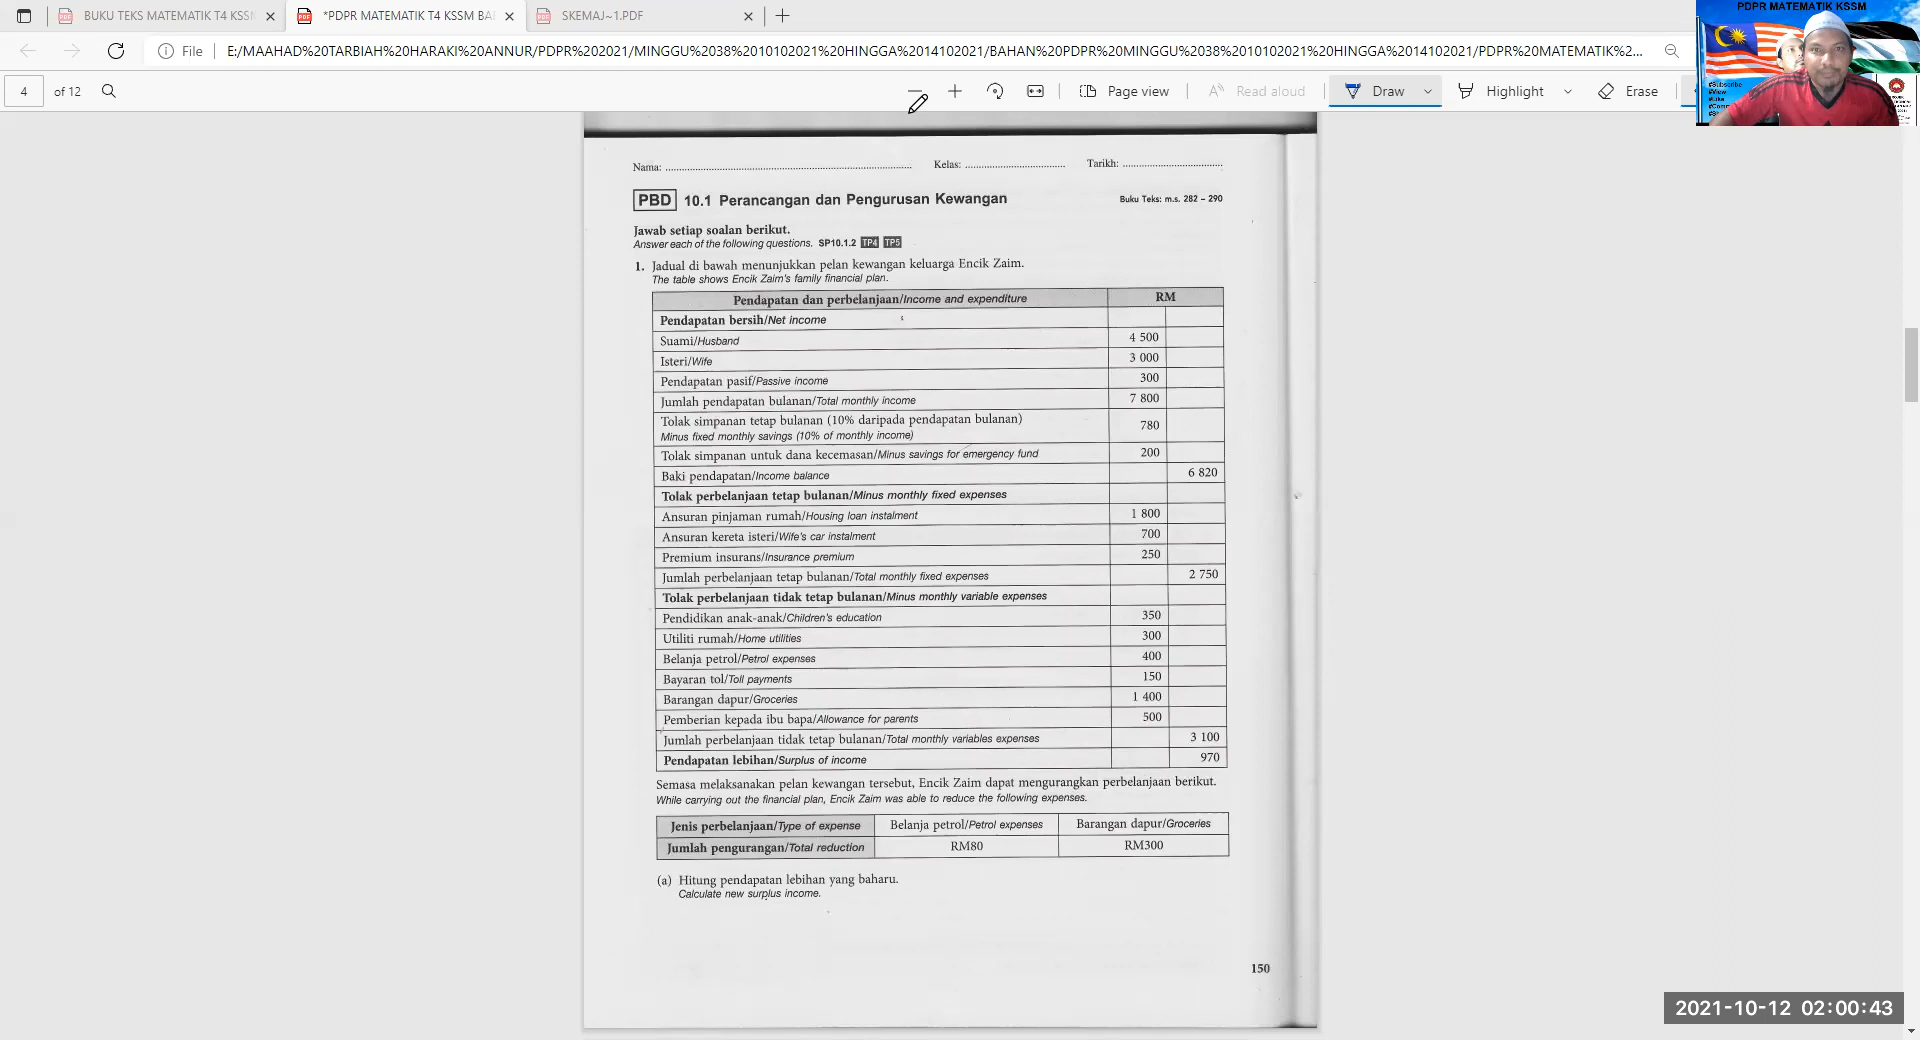 BUKU TEKS MATEMATIK T4 KSSM
*PDPR MATEMATIK T4 KSSM BAB
SKEMAJ~1.PDF
File
E:/MAAHAD%20TARBIAH%20HARAKI%20ANNUR/PDPR%202021/MINGGU%2038%2010102021%20HINGGA%2014102021/BAHAN%20PDPR%20MINGGU%2038%2010102021%20HINGGA%2014102021/PDPR%20MATEMATIK%2...
4 of 12
Page view
Read aloud
Draw
Highlight
Erase
PDPR MATEMATIK KSSM
#Subscribe
#View
#Like
Nama: Kelas: Tarikh:
PBD 10.1 Perancangan dan Pengurusan Kewangan Buku Teks: m.s. 282 – 290
Jawab setiap soalan berikut.
Answer each of the following questions. SP10.1.2 TP4 TP5
1. Jadual di bawah menunjukkan pelan kewangan keluarga Encik Zaim.
The table shows Encik Zaim's family financial plan.
Pendapatan dan perbelanjaan/Income and expenditure RM
Pendapatan bersih/Net income
Suami/Husband 4 500
Isteri/Wife 3 000
Pendapatan pasif/Passive income 300
Jumlah pendapatan bulanan/Total monthly income 7 800
Tolak simpanan tetap bulanan (10% daripada pendapatan bulanan) 780
Minus fixed monthly savings (10% of monthly income)
Tolak simpanan untuk dana kecemasan/Minus savings for emergency fund 200
Baki pendapatan/Income balance 6 820
Tolak perbelanjaan tetap bulanan/Minus monthly fixed expenses
Ansuran pinjaman rumah/Housing loan instalment 1 800
Ansuran kereta isteri/Wife's car instalment 700
Premium insurans/Insurance premium 250
Jumlah perbelanjaan tetap bulanan/Total monthly fixed expenses 2 750
Tolak perbelanjaan tidak tetap bulanan/Minus monthly variable expenses
Pendidikan anak-anak/Children's education 350
Utiliti rumah/Home utilities 300
Belanja petrol/Petrol expenses 400
Bayaran tol/Toll payments 150
Barangan dapur/Groceries 1 400
Pemberian kepada ibu bapa/Allowance for parents 500
Jumlah perbelanjaan tidak tetap bulanan/Total monthly variables expenses 3 100
Pendapatan lebihan/Surplus of income 970
Semasa melaksanakan pelan kewangan tersebut, Encik Zaim dapat mengurangkan perbelanjaan berikut.
While carrying out the financial plan, Encik Zaim was able to reduce the following expenses.
Jenis perbelanjaan/Type of expense Belanja petrol/Petrol expenses Barangan dapur/Groceries
Jumlah pengurangan/Total reduction RM80 RM300
(a) Hitung pendapatan lebihan yang baharu.
Calculate new surplus income.
150
2021-10-12 02:00:43